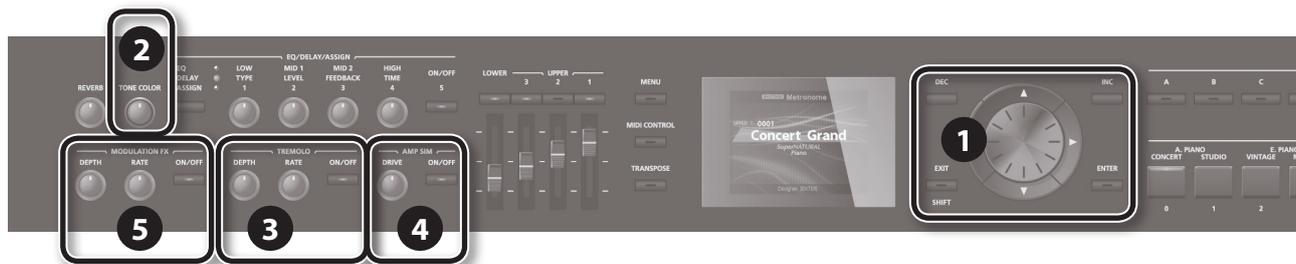 2
EQ/DELAY/ASSIGN
EQ LOW MID 1 MID 2 HIGH
DELAY TYPE LEVEL FEEDBACK TIME ON/OFF
REVERB TONE COLOR ASSIGN 1 2 3 4 5
LOWER UPPER
3 2 1
MENU
MIDI CONTROL
TRANSPOSE
Metronome
0001
Concert Grand
SuperNATURAL
Piano
Designer [ENTER]
DEC INC
1
EXIT ENTER
SHIFT
A B C
A. PIANO E. PIANO
CONCERT STUDIO VINTAGE
0 1 2
MODULATION FX TREMOLO AMP SIM
DEPTH RATE ON/OFF DEPTH RATE ON/OFF DRIVE ON/OFF
5 3 4